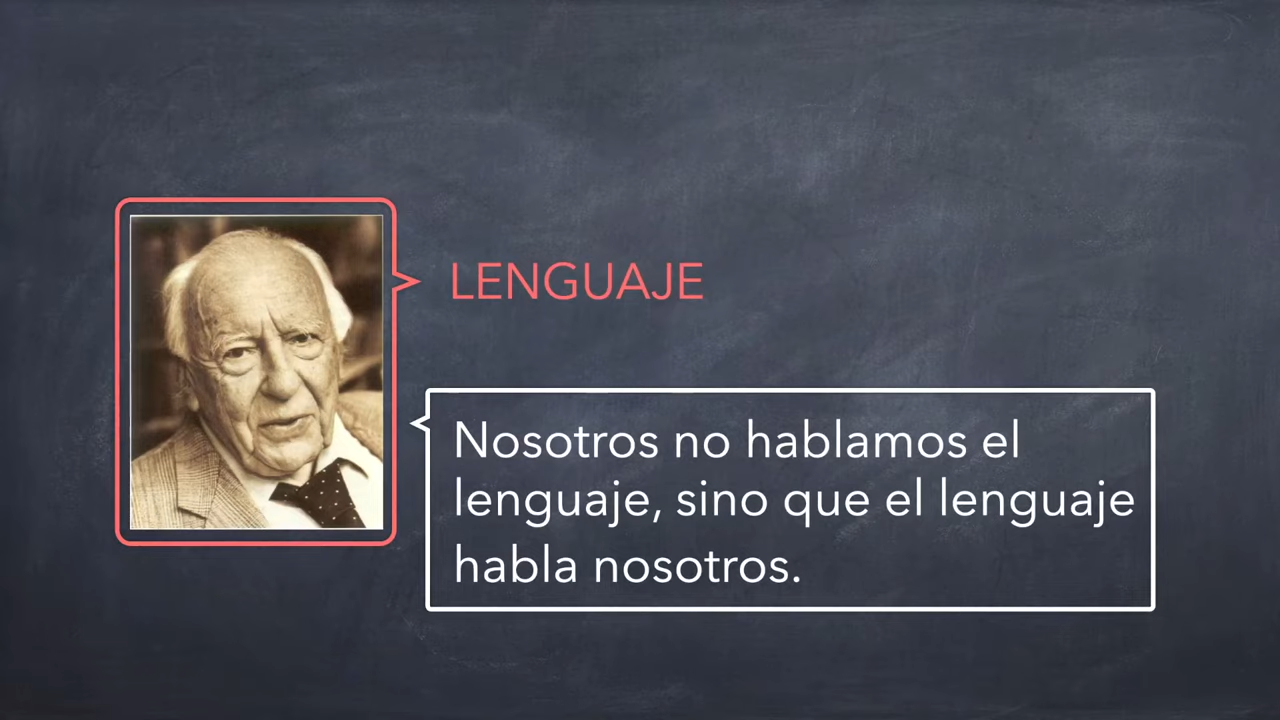 LENGUAJE
Nosotros no hablamos el
lenguaje, sino que el lenguaje
habla nosotros.